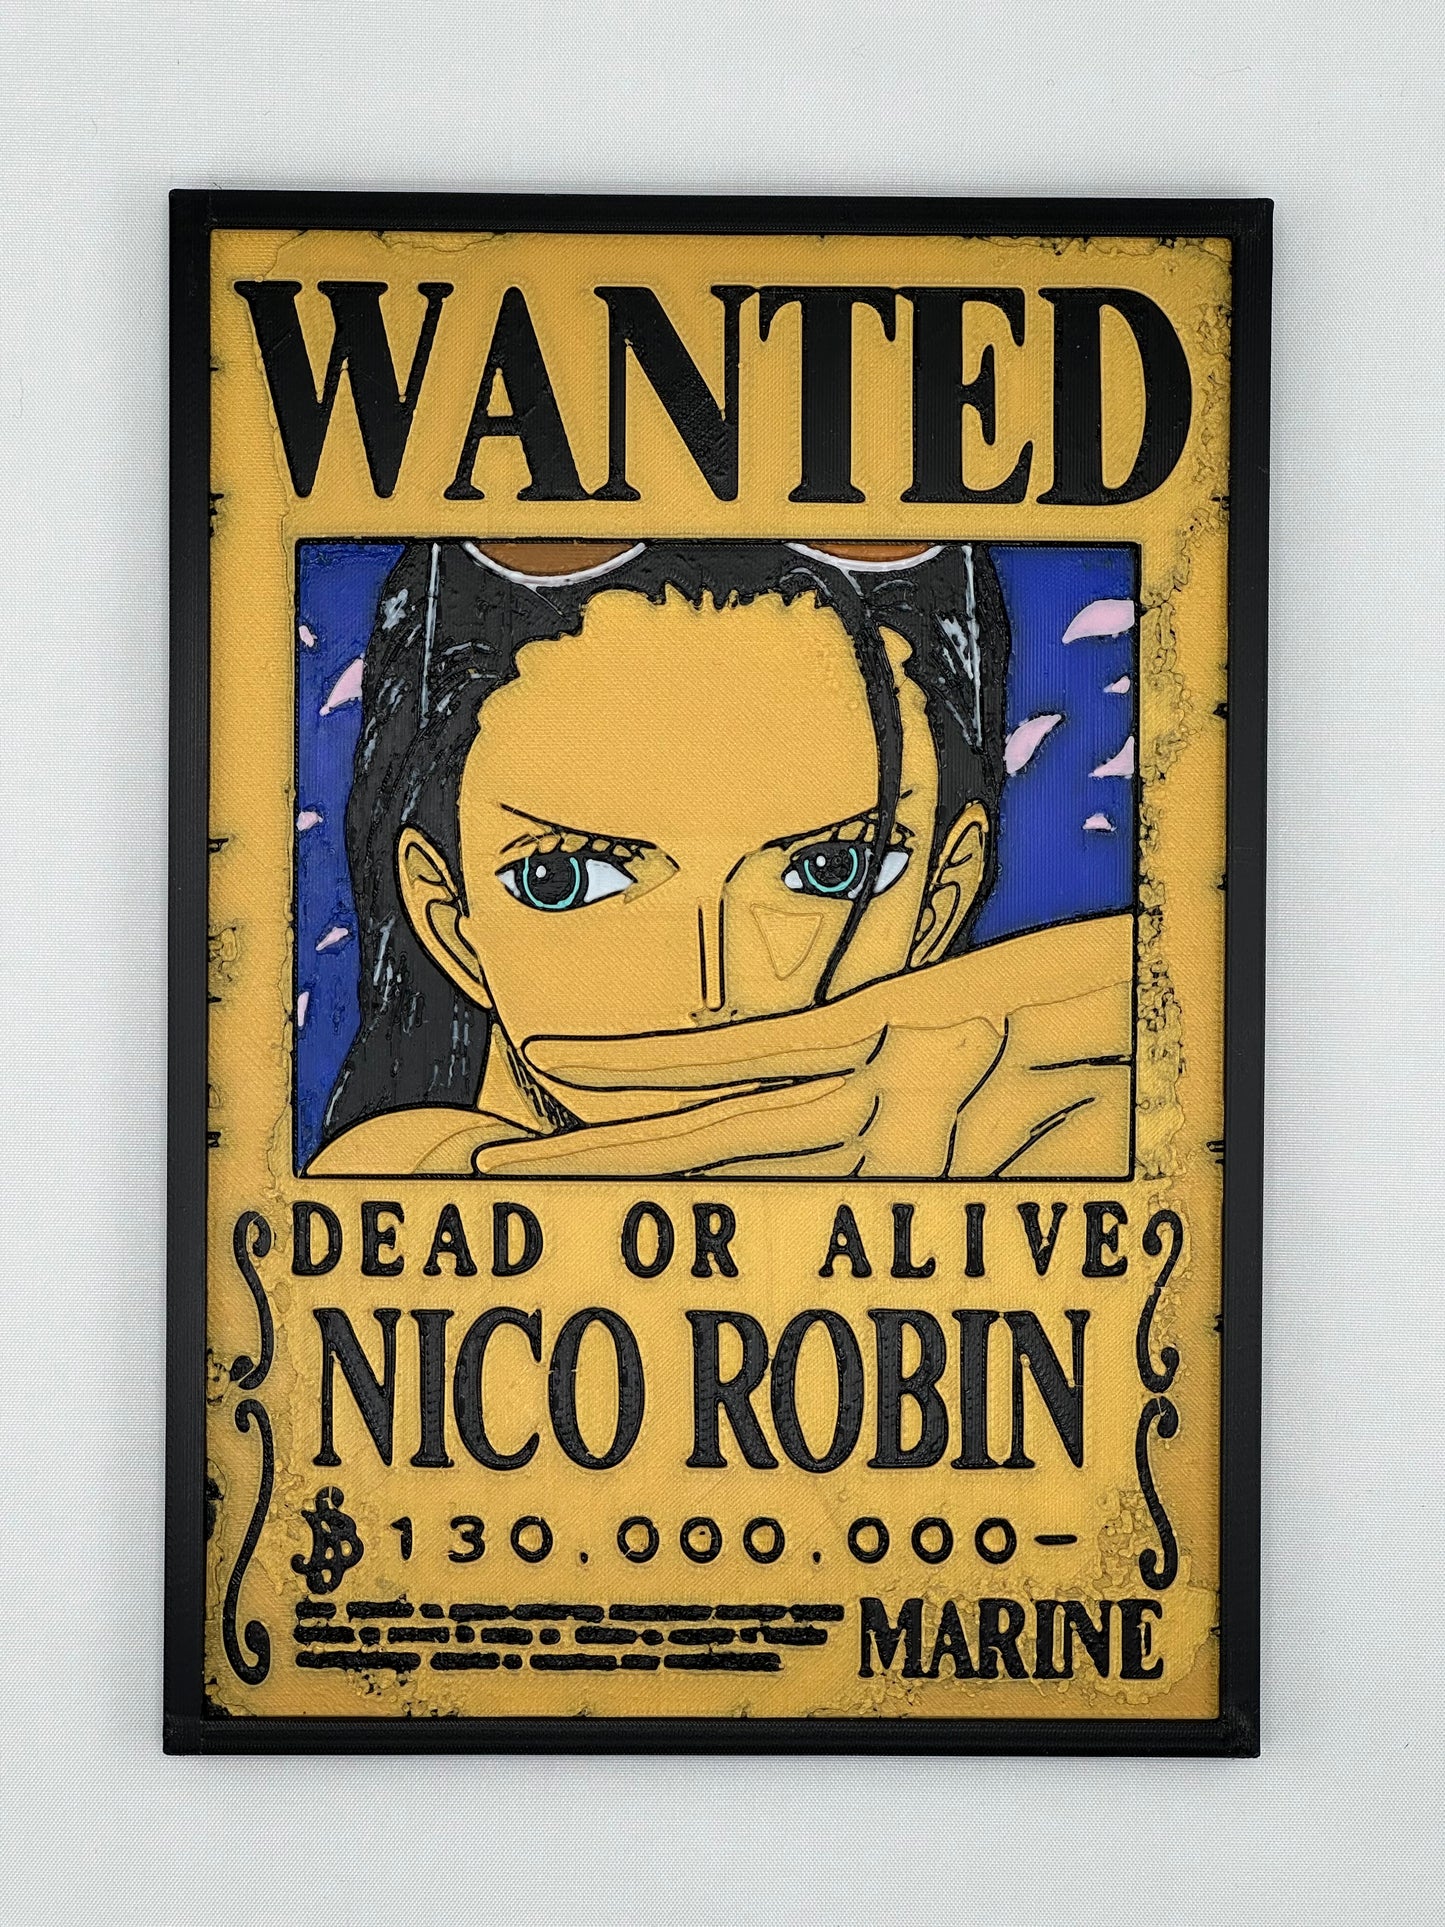 WANTED
DEAD OR ALIVE
NICO ROBIN
฿130.000.000-
MARINE